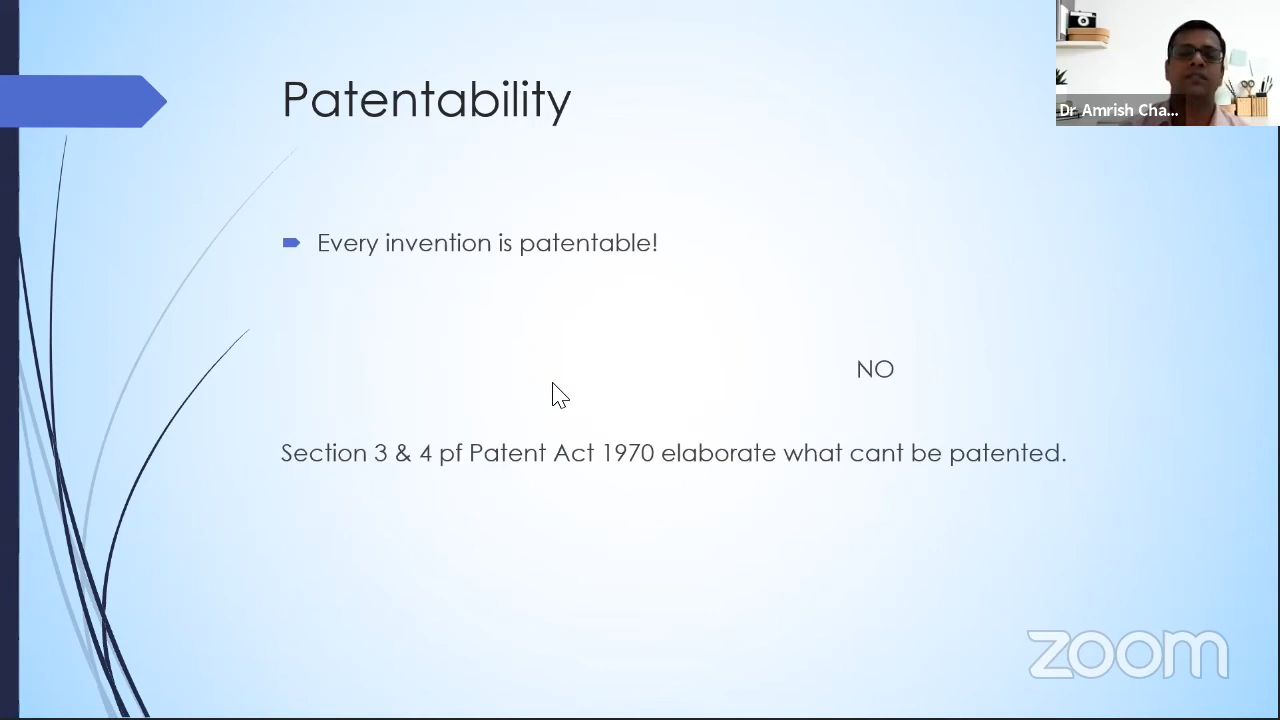 Patentability
Dr Amrish Cha...
Every invention is patentable!
NO
Section 3 & 4 pf Patent Act 1970 elaborate what cant be patented.
zoom